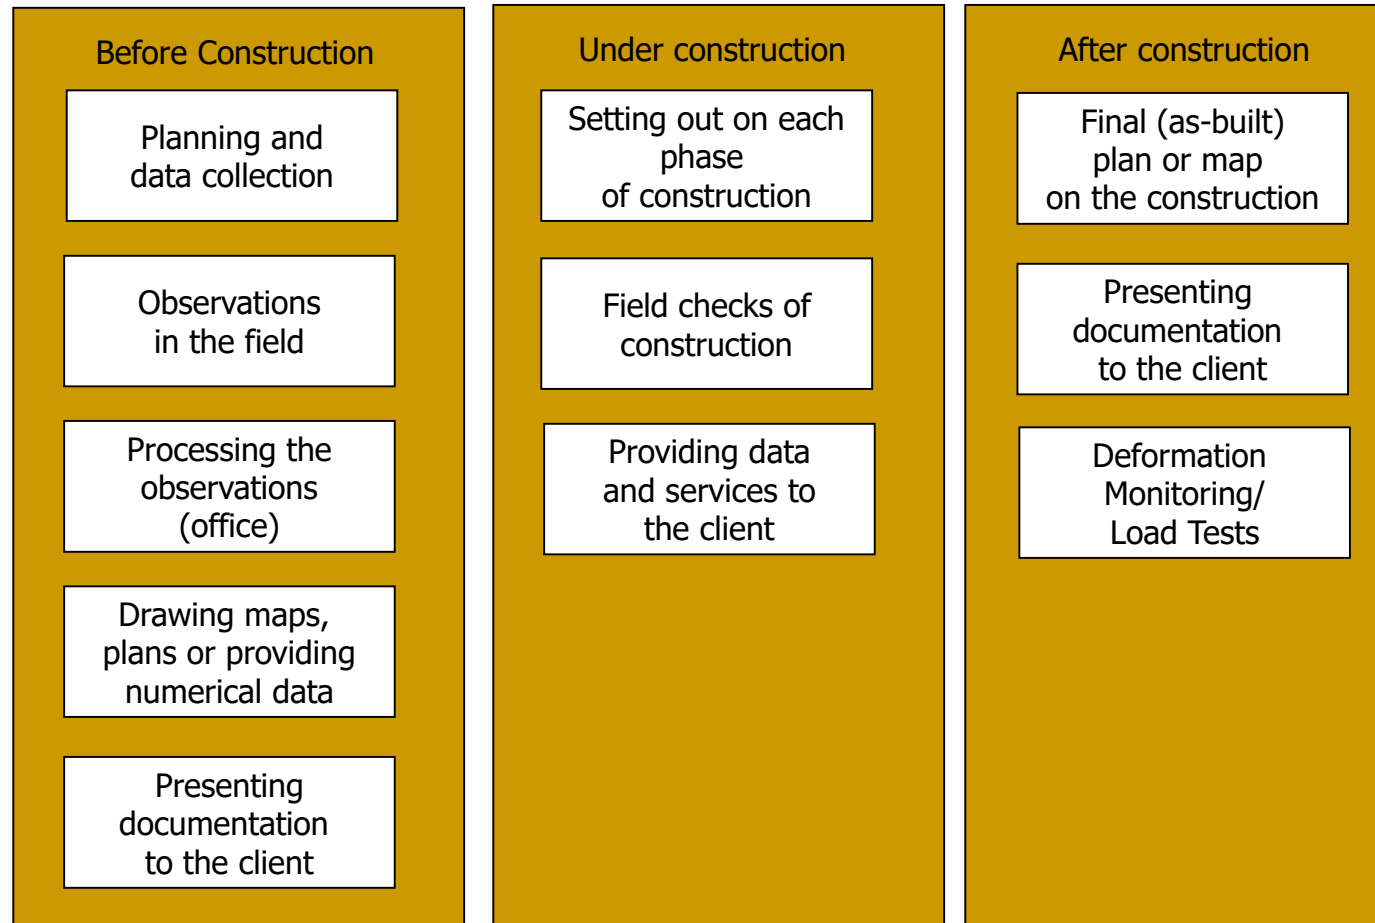 Before Construction
Planning and
data collection
Observations
in the field
Processing the
observations
(office)
Drawing maps,
plans or providing
numerical data
Presenting
documentation
to the client
Under construction
Setting out on each
phase
of construction
Field checks of
construction
Providing data
and services to
the client
After construction
Final (as-built)
plan or map
on the construction
Presenting
documentation
to the client
Deformation
Monitoring/
Load Tests